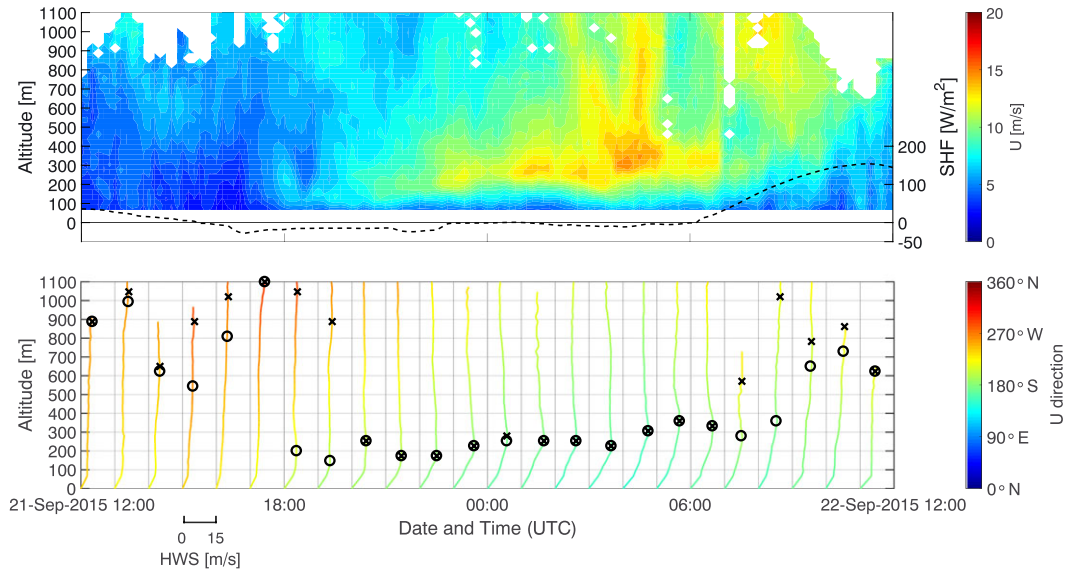 1100
1000
900
800
700
600
500
400
300
200
100
0
Altitude [m]
200
100
0
-50
SHF [W/m²]
20
15
10
5
0
U [m/s]
1100
1000
900
800
700
600
500
400
300
200
100
0
Altitude [m]
21-Sep-2015 12:00
18:00
00:00
06:00
22-Sep-2015 12:00
Date and Time (UTC)
0 15
HWS [m/s]
360° N
270° W
180° S
90° E
0° N
U direction